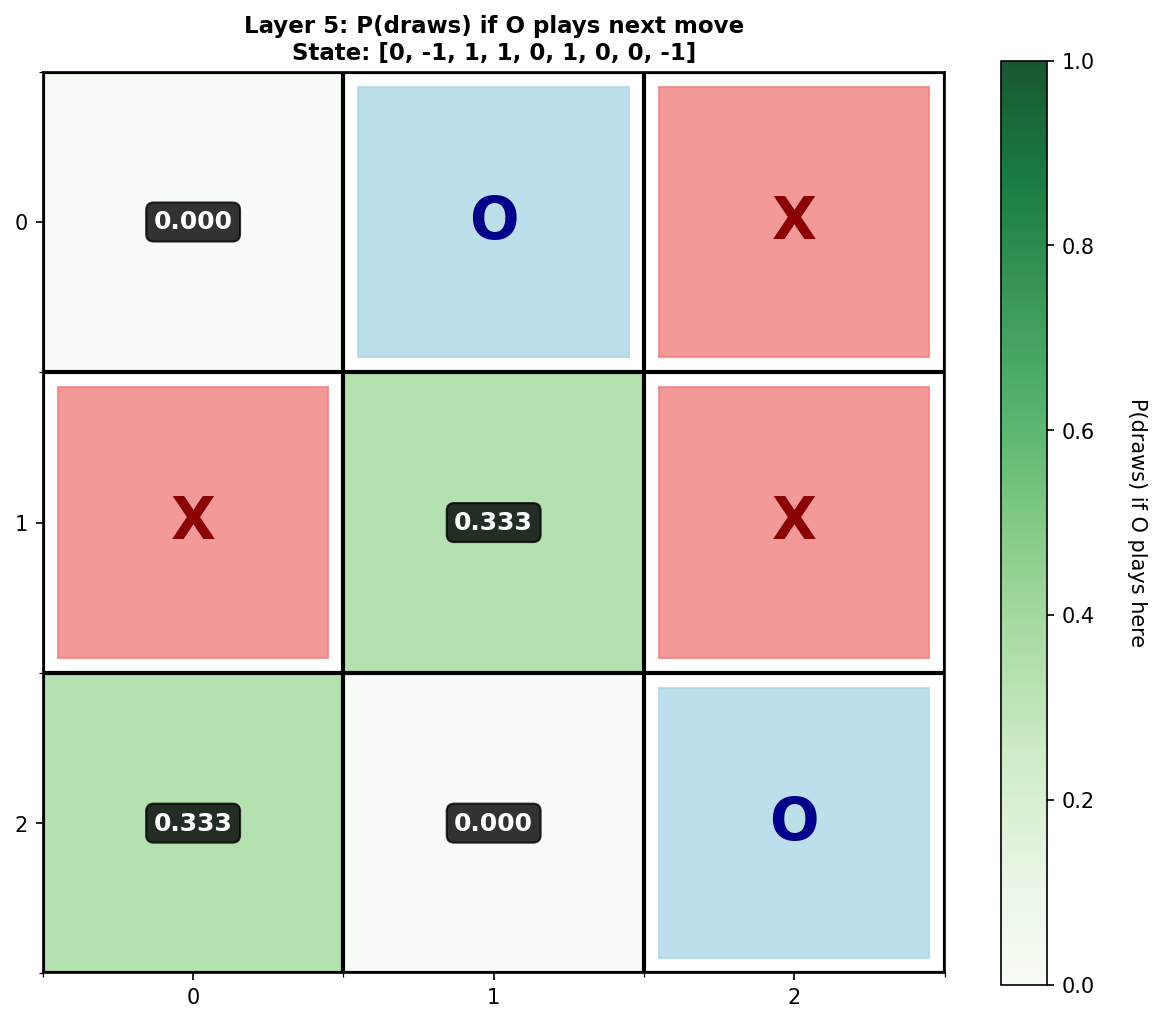 Layer 5: P(draws) if O plays next move
State: [0, -1, 1, 1, 0, 1, 0, 0, -1]
0.000 O X
X 0.333 X
0.333 0.000 O
0
1
2
0 1 2
1.0
0.8
0.6
0.4
0.2
0.0
P(draws) if O plays here